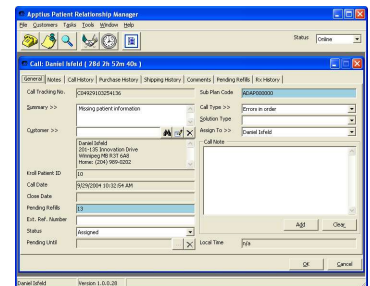 Apptius Patient Relationship Manager
File Customers Tasks Tools Window Help
Status Online
Call: Daniel Isfeld ( 28d 2h 52m 40s )
General Notes Call History Purchase History Shipping History Comments Pending Refills Rx History
Call Tracking No. C04929103254136
Sub Plan Code ADAP000000
Summary >> Missing patient information
Call Type >> Errors in order
Solution Type
Customer >>
Assign To >> Daniel Isfeld
Daniel Isfeld
201-135 Innovation Drive
Winnipeg MB R3T 6A8
Home: (204) 989-0202
Call Note
Kroll Patient ID 10
Call Date 9/29/2004 10:32:54 AM
Close Date
Pending Refills 13
Ext. Ref. Number
Add Clear
Status Assigned
Pending Until
Local Time n/a
OK Cancel
Daniel Isfeld Version 1.0.0.28